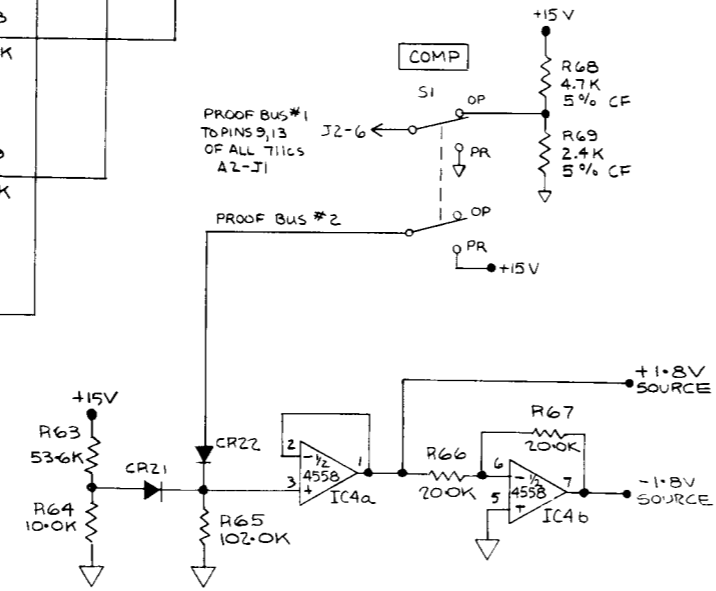 K
K
+15 V
COMP
R68
4.7K
5% CF
S1
OP
PROOF BUS #1
TO PINS 9,13
OF ALL 711CS
A2-J1
J2-6
PR
R69
2.4K
5% CF
PROOF BUS #2
OP
PR
+15V
+1.8V
SOURCE
+15V
R63
53.6K
CR21
CR22
R64
10.0K
R65
102.0K
2
-
1/2
4558
3
+
1
IC4a
R66
20.0K
R67
20.0K
6
-
1/2
4558
5
+
7
IC4b
-1.8V
SOURCE